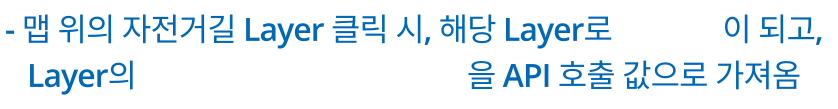 - 맵 위의 자전거길 Layer 클릭 시, 해당 Layer로 이 되고,
Layer의 을 API 호출 값으로 가져옴